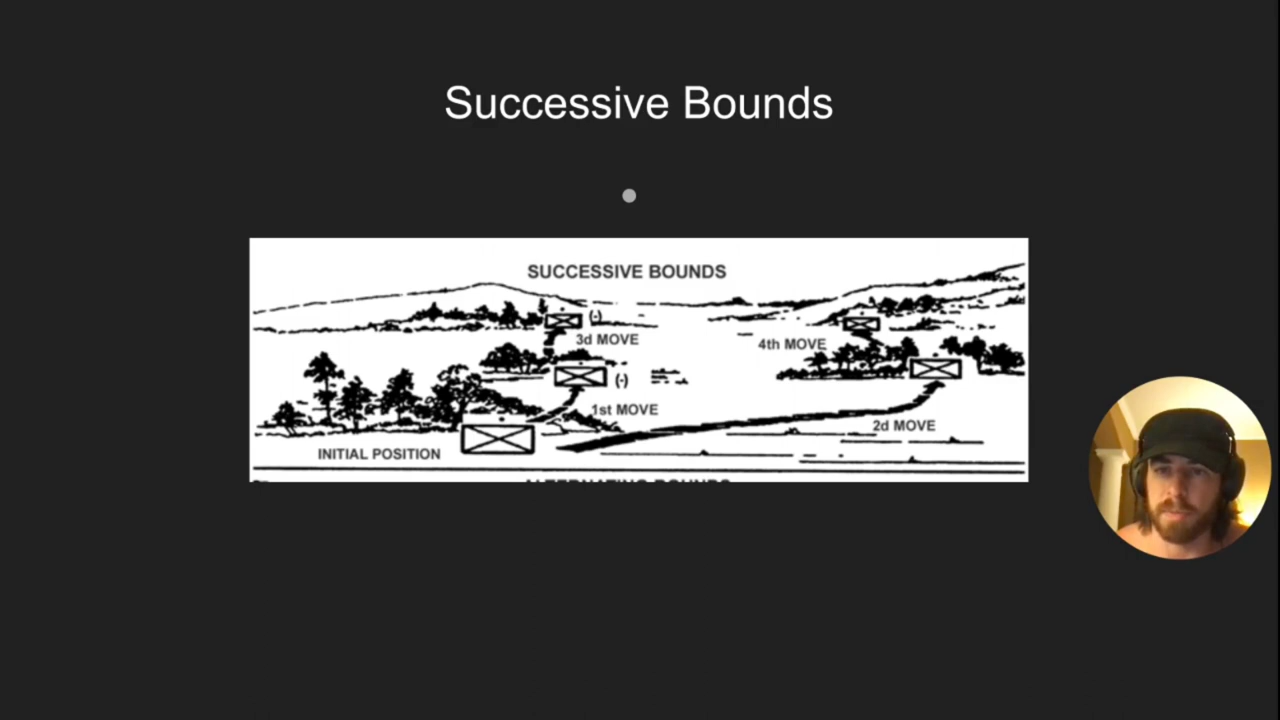 Successive Bounds
SUCCESSIVE BOUNDS
(-)
3d MOVE
4th MOVE
(-)
1st MOVE
2d MOVE
INITIAL POSITION
ALTERNATING BOUNDS